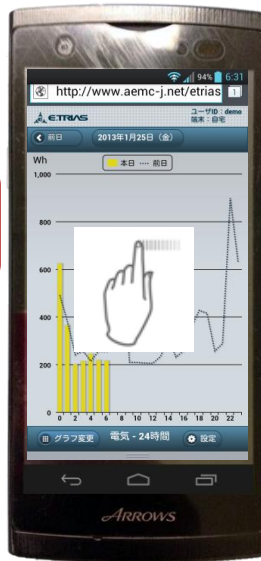 94% 6:31
http://www.aemc-j.net/etrias 1
ETRIAS ユーザID：demo
端末：自宅
前日 2013年1月25日（金）
Wh 本日 前日
1,000
800
600
400
200
0 2 4 6 8 10 12 14 16 18 20 22
グラフ変更 電気 - 24時間 設定
ARROWS